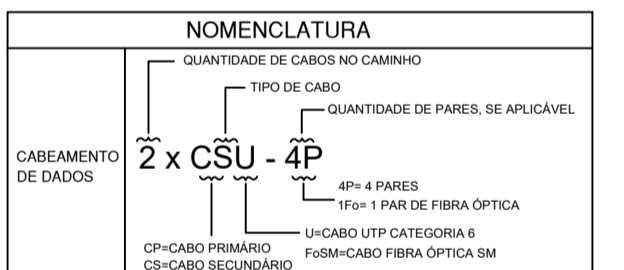 NOMENCLATURA
QUANTIDADE DE CABOS NO CAMINHO
TIPO DE CABO
QUANTIDADE DE PARES, SE APLICÁVEL
CABEAMENTO
DE DADOS
2 x CSU - 4P
4P= 4 PARES
1Fo= 1 PAR DE FIBRA ÓPTICA
U=CABO UTP CATEGORIA 6
FoSM=CABO FIBRA ÓPTICA SM
CP=CABO PRIMÁRIO
CS=CABO SECUNDÁRIO